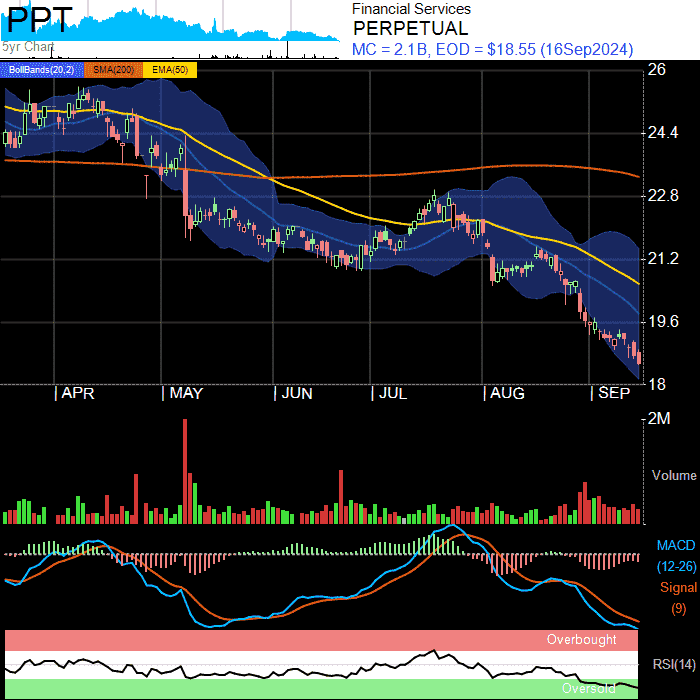 PPT
5yr Chart
Financial Services
PERPETUAL
MC = 2.1B, EOD = $18.55 (16Sep2024)
BollBands(20,2) SMA(200) EMA(50)
26
24.4
22.8
21.2
19.6
18
| APR | MAY | JUN | JUL | AUG | SEP
2M
Volume
MACD
(12-26)
Signal
(9)
Overbought
RSI(14)
Oversold